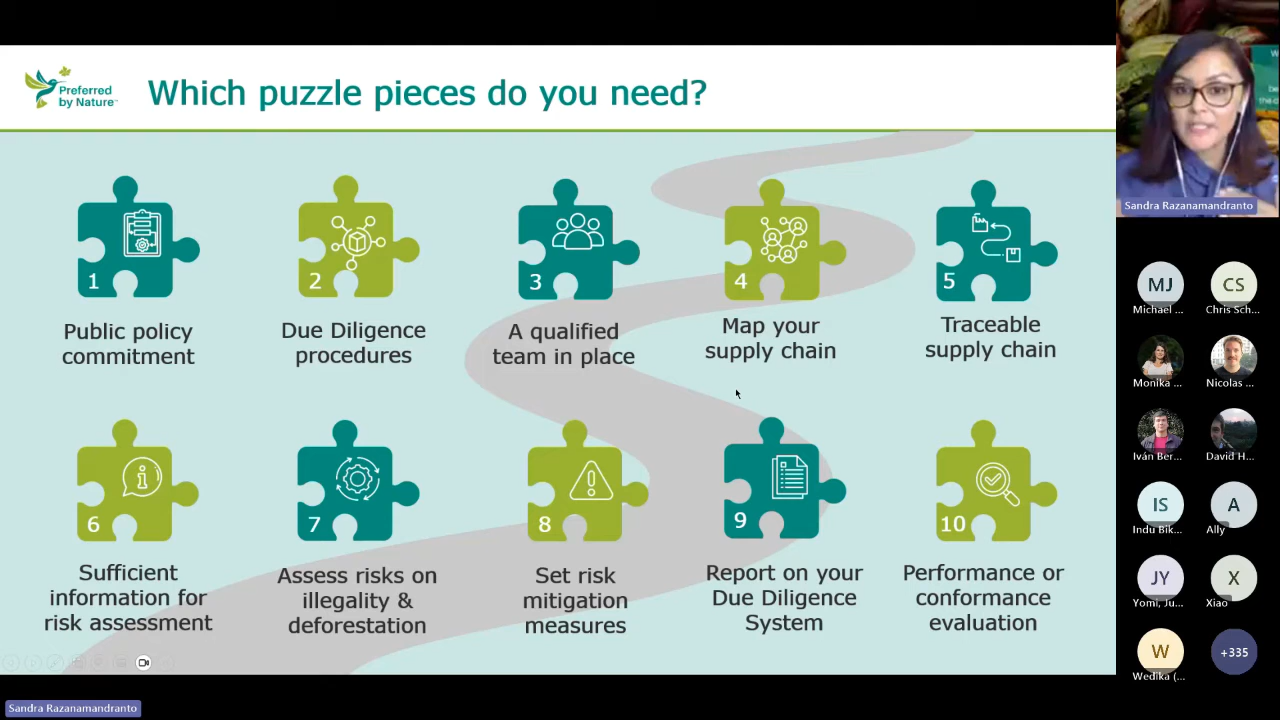 Preferred
by Nature™
Which puzzle pieces do you need?
1
2
3
4
5
Public policy
commitment
Due Diligence
procedures
A qualified
team in place
Map your
supply chain
Traceable
supply chain
6
7
8
9
10
Sufficient
information for
risk assessment
Assess risks on
illegality &
deforestation
Set risk
mitigation
measures
Report on your
Due Diligence
System
Performance or
conformance
evaluation
Sandra Razanamandranto
Sandra Razanamandranto
MJ
Michael ...
CS
Chris Sch...
Monika ...
Nicolas ...
Iván Ber...
David H...
IS
Indu Bik...
A
Ally
JY
Yomi, Ju...
X
Xiao
W
Wedika (...
+335